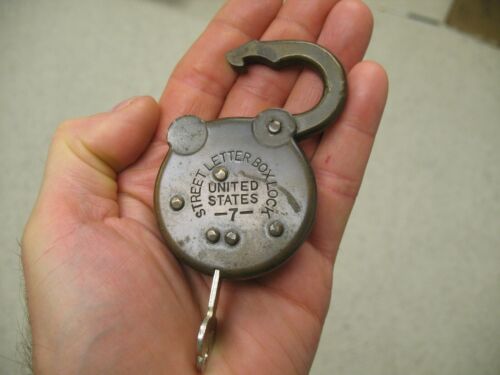 STREET LETTER BOX LOCK
UNITED
STATES
-7-